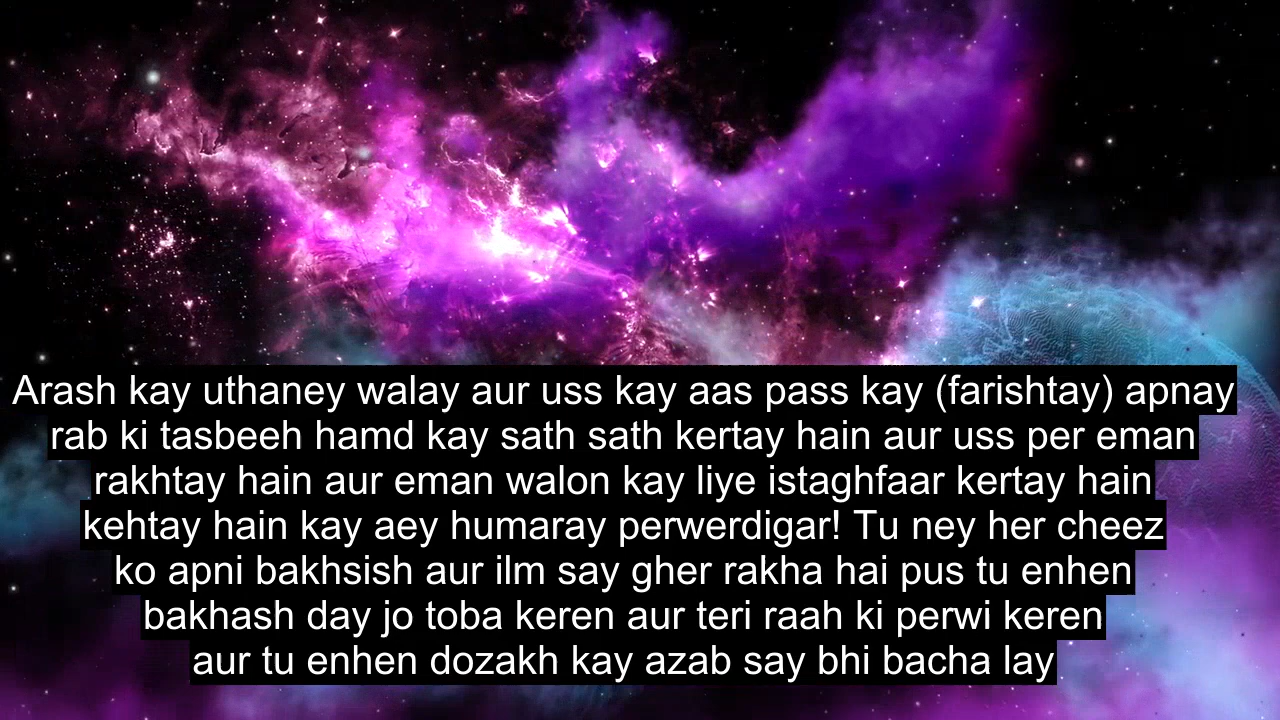 Arash kay uthaney walay aur uss kay aas pass kay (farishtay) apnay
rab ki tasbeeh hamd kay sath sath kertay hain aur uss per eman
rakhtay hain aur eman walon kay liye istaghfaar kertay hain
kehtay hain kay aey humaray perwerdigar! Tu ney her cheez
ko apni bakhsish aur ilm say gher rakha hai pus tu enhen
bakhash day jo toba keren aur teri raah ki perwi keren
aur tu enhen dozakh kay azab say bhi bacha lay